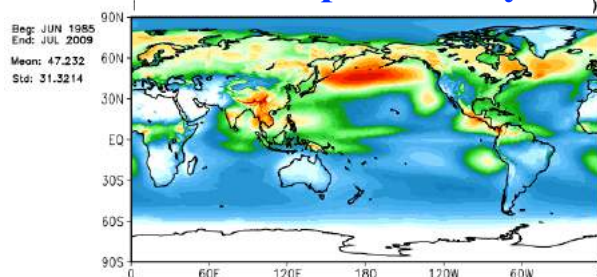 Beg: JUN 1985
End: JUL 2009
Mean: 47.232
Std: 31.3214
90N
60N
30N
EQ
30S
60S
90S
0 60E 120E 180 120W 60W